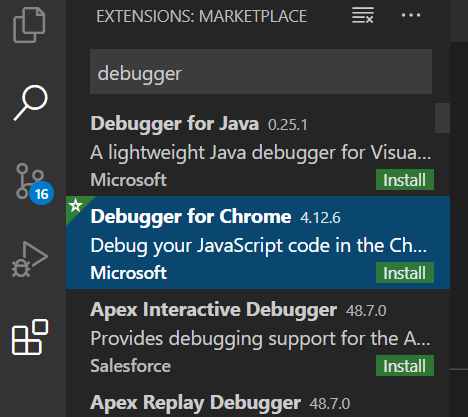 EXTENSIONS: MARKETPLACE
debugger
Debugger for Java 0.25.1
A lightweight Java debugger for Visua...
Microsoft Install
Debugger for Chrome 4.12.6
Debug your JavaScript code in the Ch...
16
Microsoft Install
Apex Interactive Debugger 48.7.0
Provides debugging support for the A...
Salesforce Install
Apex Replay Debugger 48.7.0